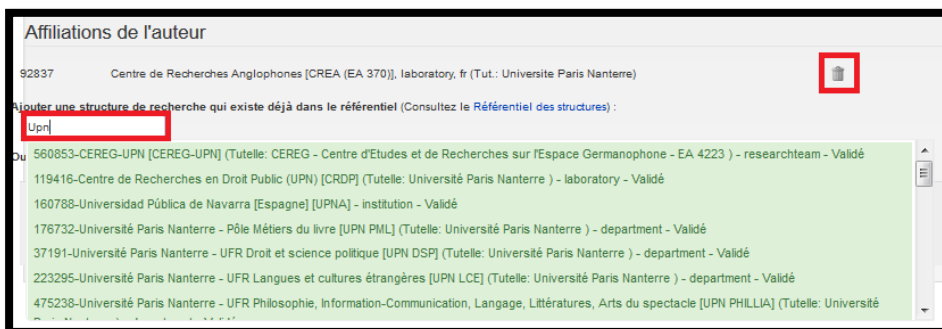 Affiliations de l'auteur
92837 Centre de Recherches Anglophones [CREA (EA 370)], laboratory, fr (Tut.: Universite Paris Nanterre)
Ajouter une structure de recherche qui existe déjà dans le référentiel (Consultez le Référentiel des structures) :
Upn
Ou
560853-CEREG-UPN [CEREG-UPN] (Tutelle: CEREG - Centre d'Etudes et de Recherches sur l'Espace Germanophone - EA 4223 ) - researchteam - Validé
119416-Centre de Recherches en Droit Public (UPN) [CRDP] (Tutelle: Université Paris Nanterre ) - laboratory - Validé
160788-Universidad Pública de Navarra [Espagne] [UPNA] - institution - Validé
176732-Université Paris Nanterre - Pôle Métiers du livre [UPN PML] (Tutelle: Université Paris Nanterre ) - department - Validé
37191-Université Paris Nanterre - UFR Droit et science politique [UPN DSP] (Tutelle: Université Paris Nanterre ) - department - Validé
223295-Université Paris Nanterre - UFR Langues et cultures étrangères [UPN LCE] (Tutelle: Université Paris Nanterre ) - department - Validé
475238-Université Paris Nanterre - UFR Philosophie, Information-Communication, Langage, Littératures, Arts du spectacle [UPN PHILLIA] (Tutelle: Université